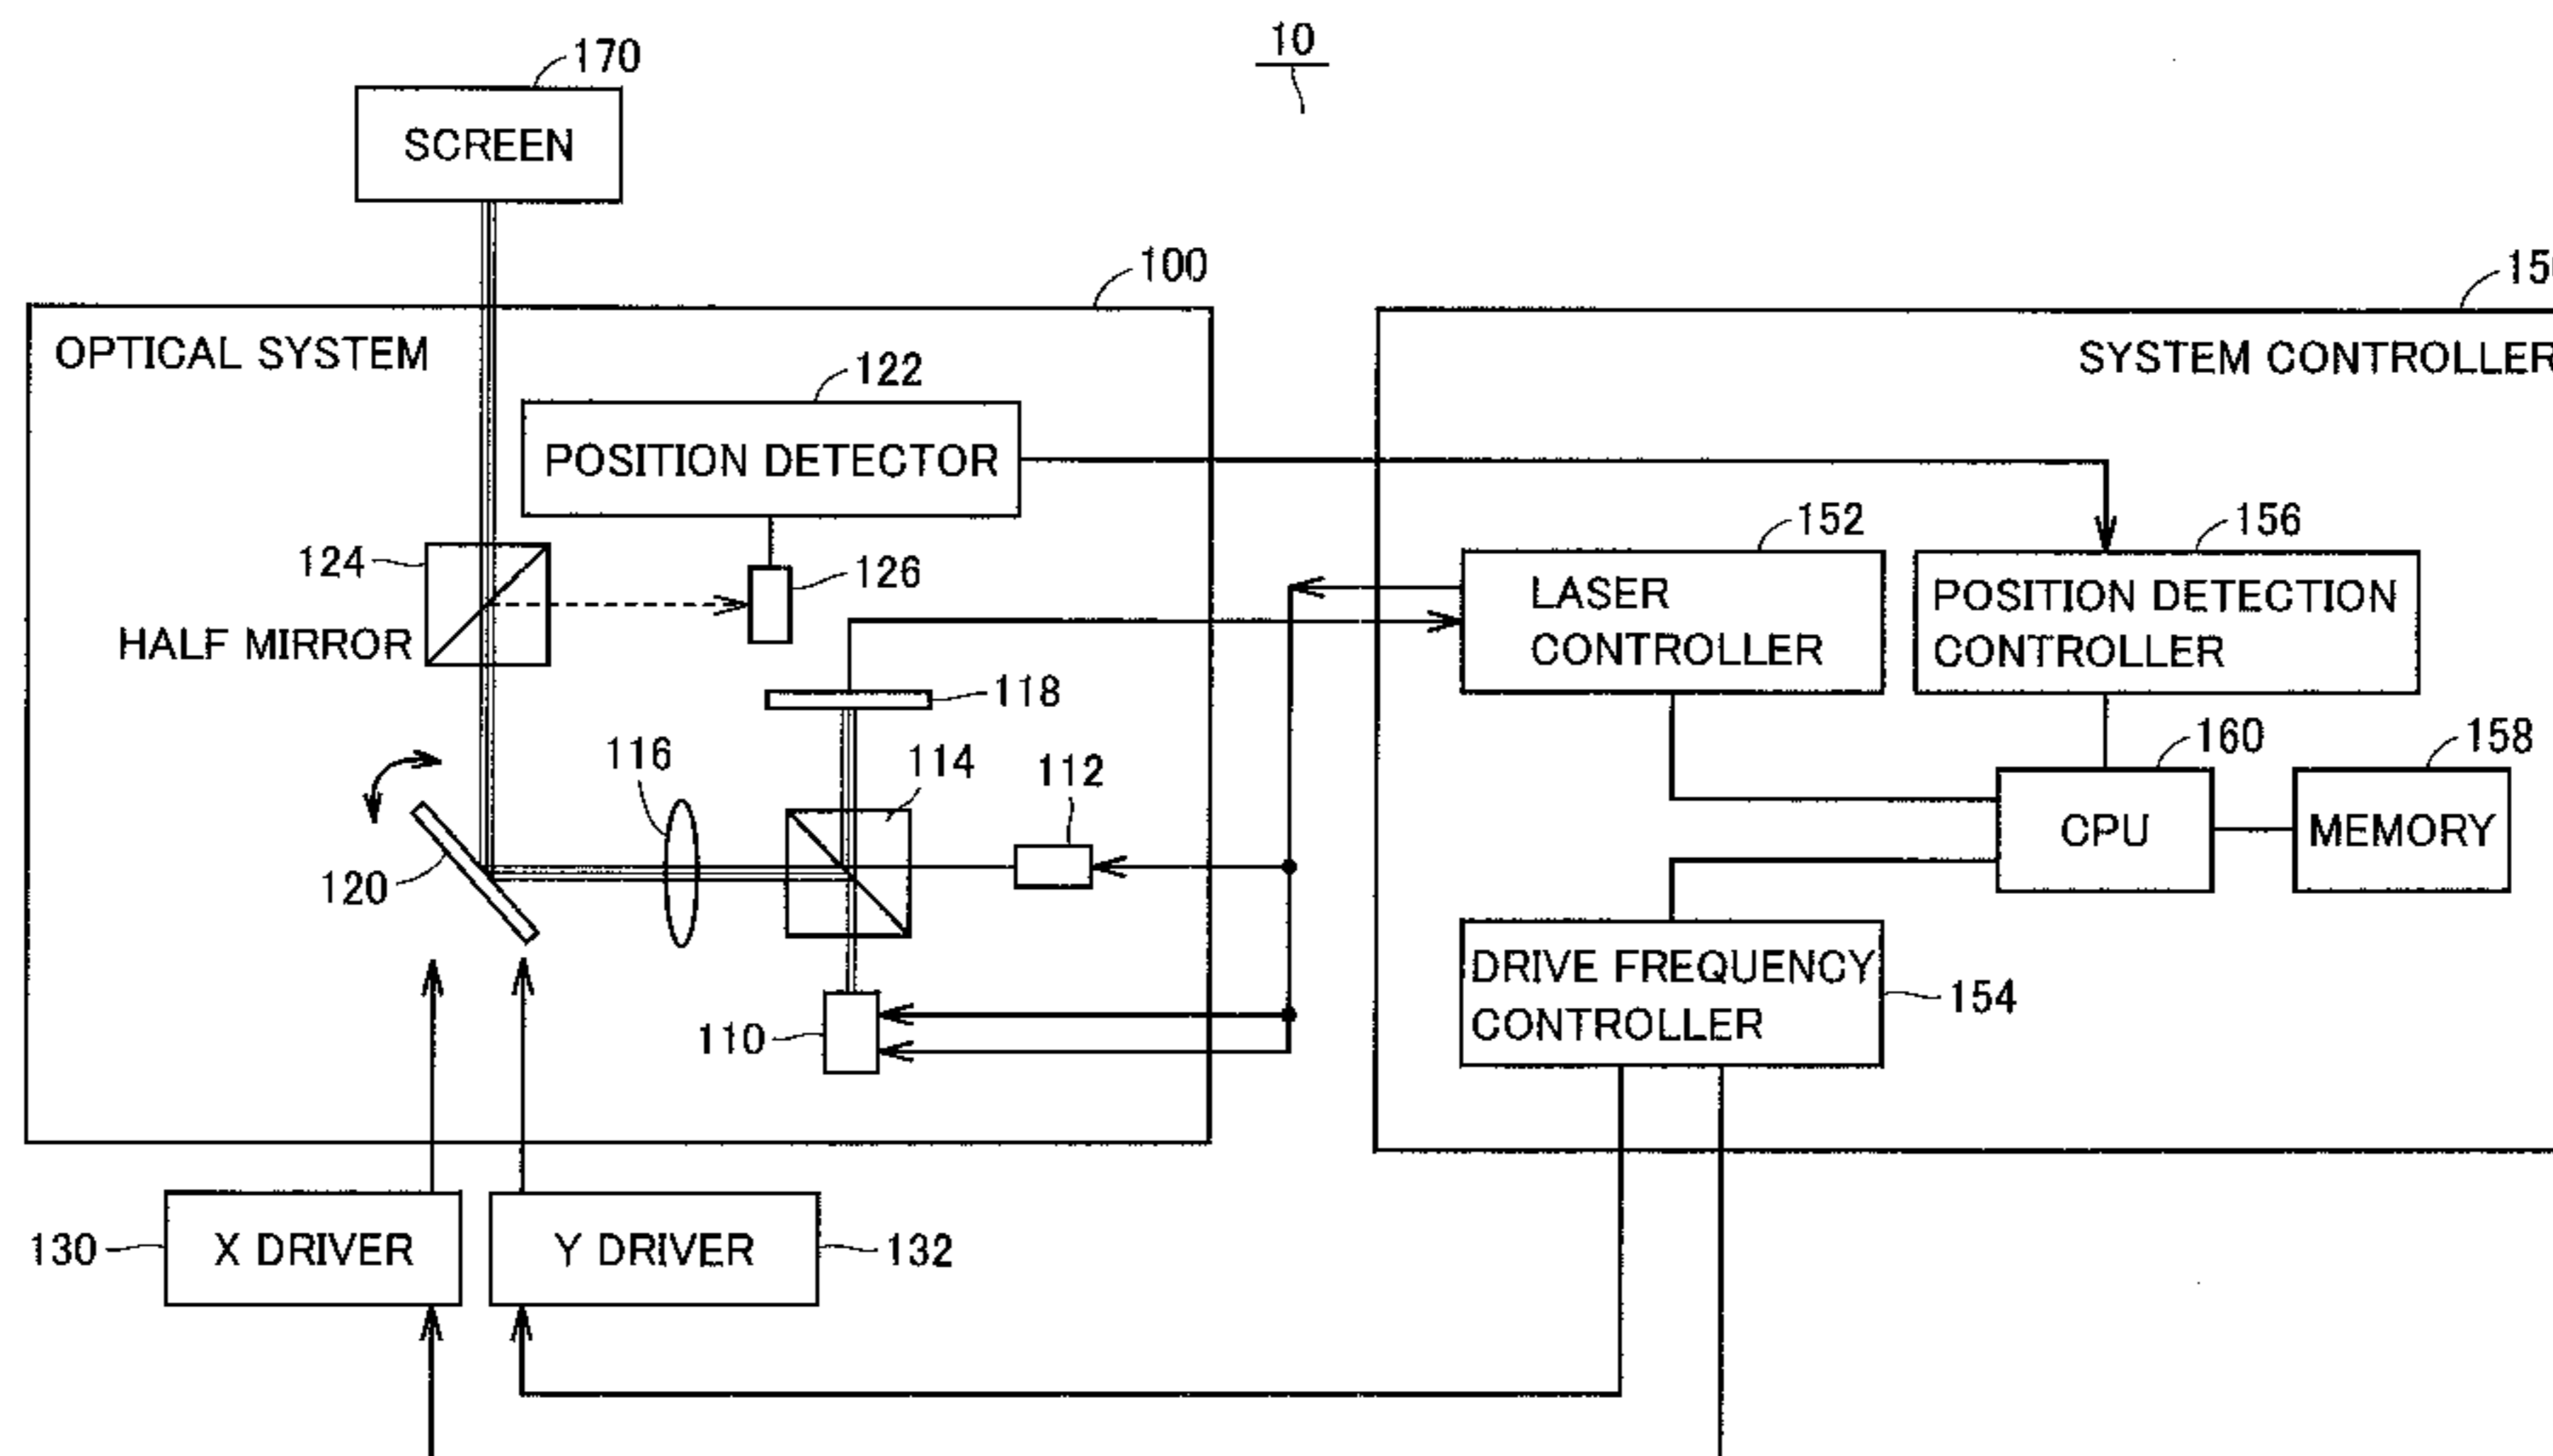 10
170
SCREEN
100
OPTICAL SYSTEM
SYSTEM CONTROLLER
122
POSITION DETECTOR
124
126
HALF MIRROR
152
156
LASER
CONTROLLER
POSITION DETECTION
CONTROLLER
118
116
114
112
160
158
CPU
MEMORY
120
110
DRIVE FREQUENCY
CONTROLLER
154
130
X DRIVER
Y DRIVER
132